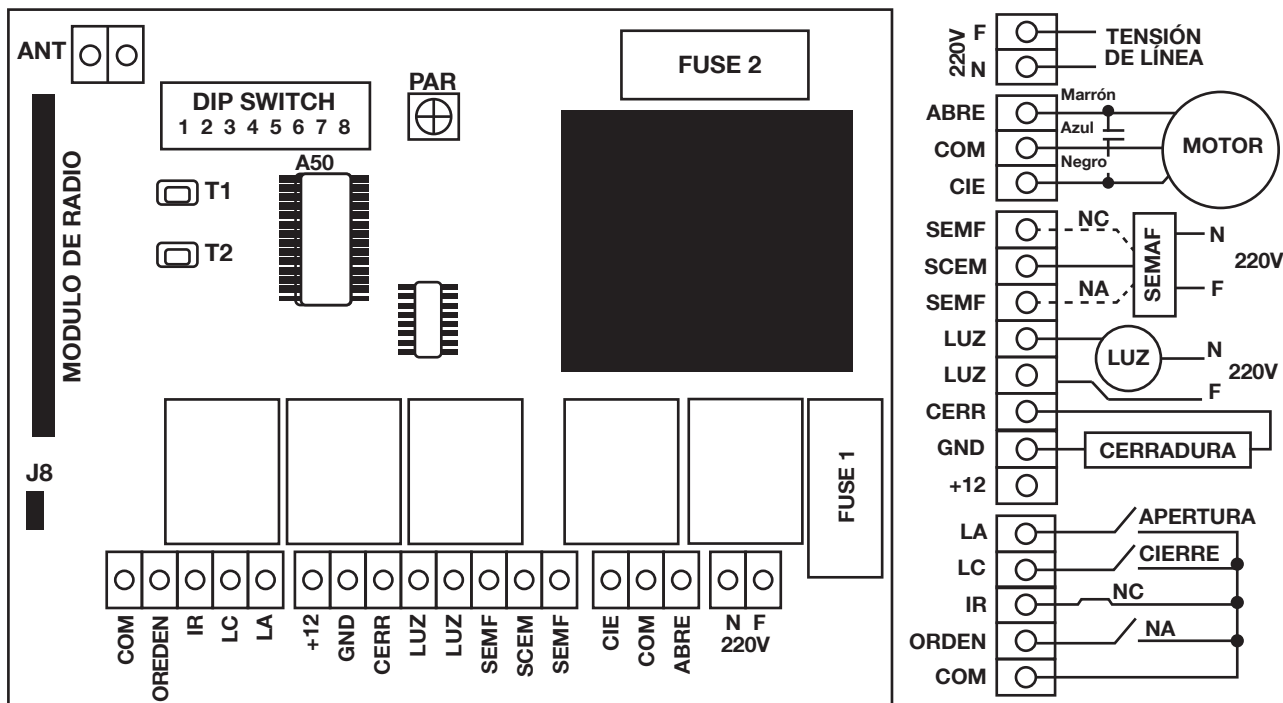 ANT
DIP SWITCH
1 2 3 4 5 6 7 8
PAR
FUSE 2
A50
T1
T2
MODULO DE RADIO
J8
FUSE 1
COM
OREDEN
IR
LC
LA
+12
GND
CERR
LUZ
LUZ
SEMF
SCEM
SEMF
CIE
COM
ABRE
N F
220V
220V
F
N
TENSIÓN
DE LÍNEA
ABRE
COM
CIE
Marrón
Azul
Negro
MOTOR
SEMF
SCEM
SEMF
NC
NA
SEMAF
N
220V
F
LUZ
LUZ
LUZ
N
220V
F
CERR
GND
+12
CERRADURA
LA
APERTURA
LC
CIERRE
IR
NC
ORDEN
NA
COM